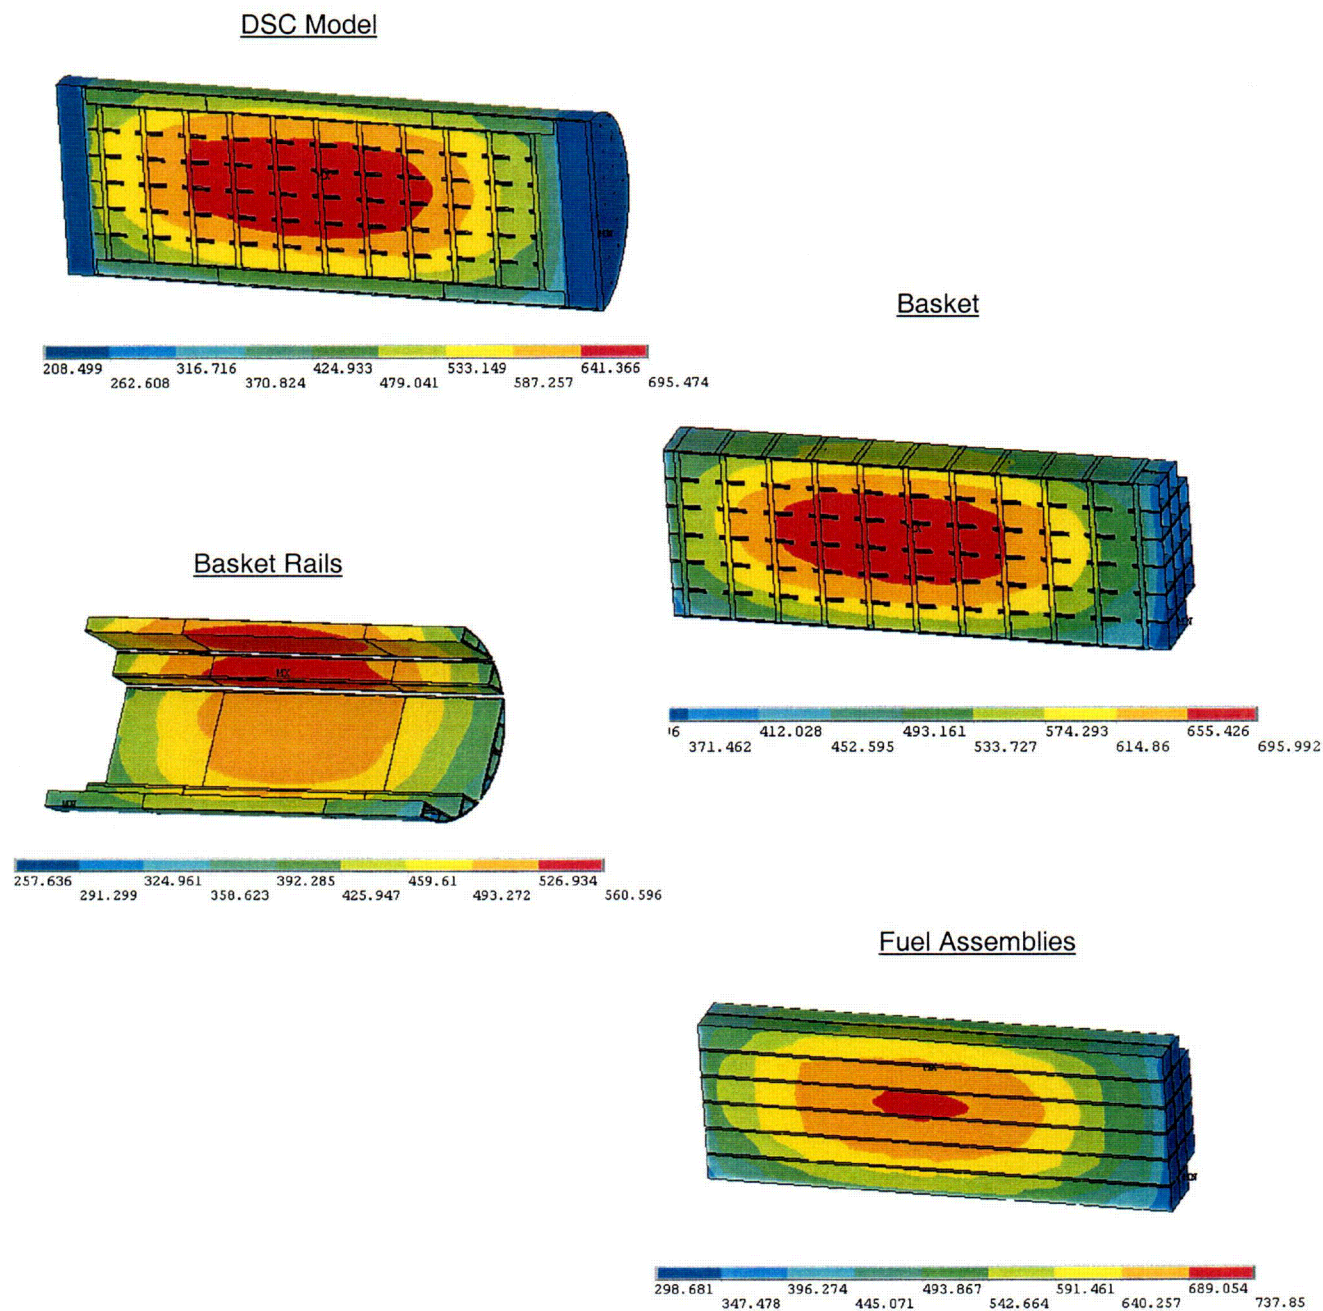 DSC Model
208.499 316.716 424.933 533.149 641.366
262.608 370.824 479.041 587.257 695.474
Basket
412.028 493.161 574.293 655.426
371.462 452.595 533.727 614.86 695.992
Basket Rails
MX
257.636 324.961 392.285 459.61 526.934
291.299 358.623 425.947 493.272 560.596
Fuel Assemblies
298.681 396.274 493.867 591.461 689.054
347.478 445.071 542.664 640.257 737.85